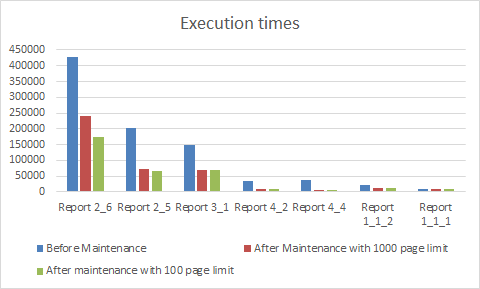 Execution times
450000
400000
350000
300000
250000
200000
150000
100000
50000
0
Report 2_6 Report 2_5 Report 3_1 Report 4_2 Report 4_4 Report 1_1_2 Report 1_1_1
Before Maintenance After Maintenance with 1000 page limit
After maintenance with 100 page limit